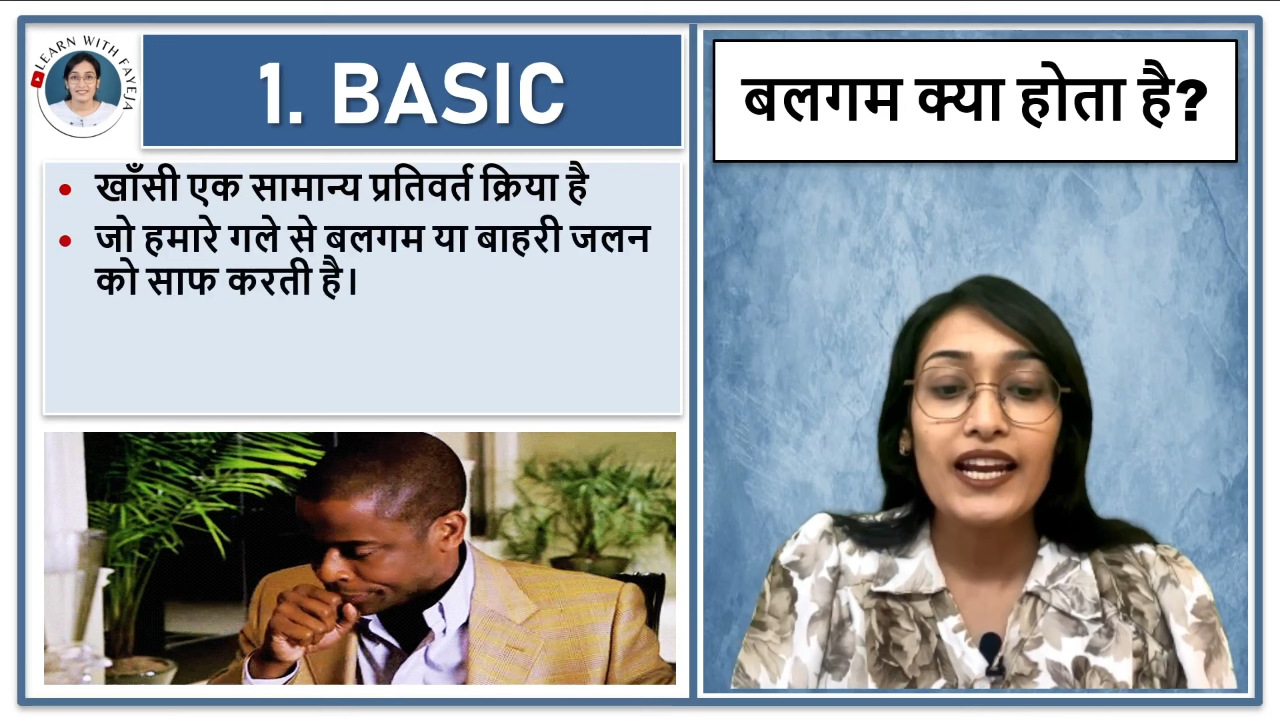 LEARN WITH FAYEJA
1. BASIC
बलगम क्या होता है?
खाँसी एक सामान्य प्रतिवर्त क्रिया है
जो हमारे गले से बलगम या बाहरी जलन
को साफ करती है।